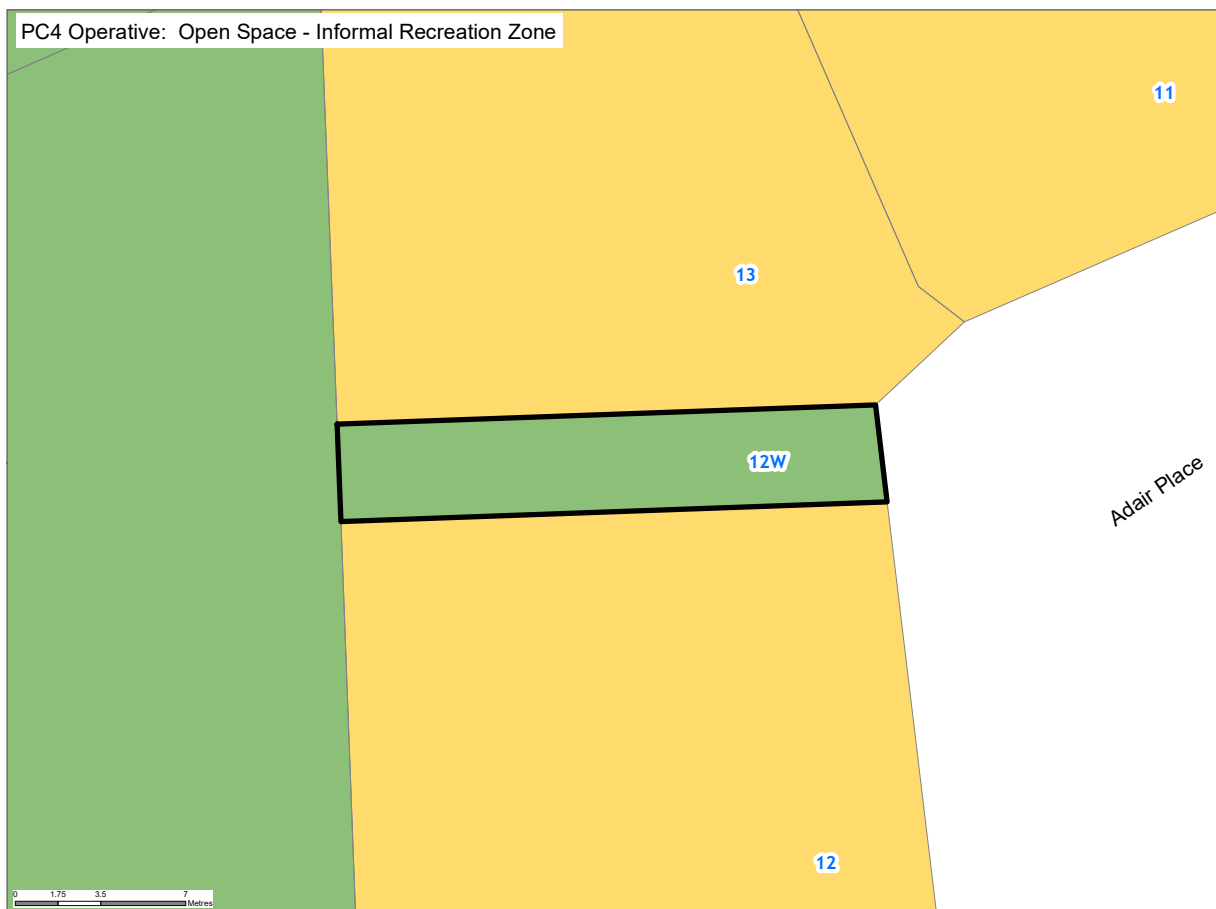 PC4 Operative: Open Space - Informal Recreation Zone
11
13
12W
Adair Place
12
0 1.75 3.5 7
Metres